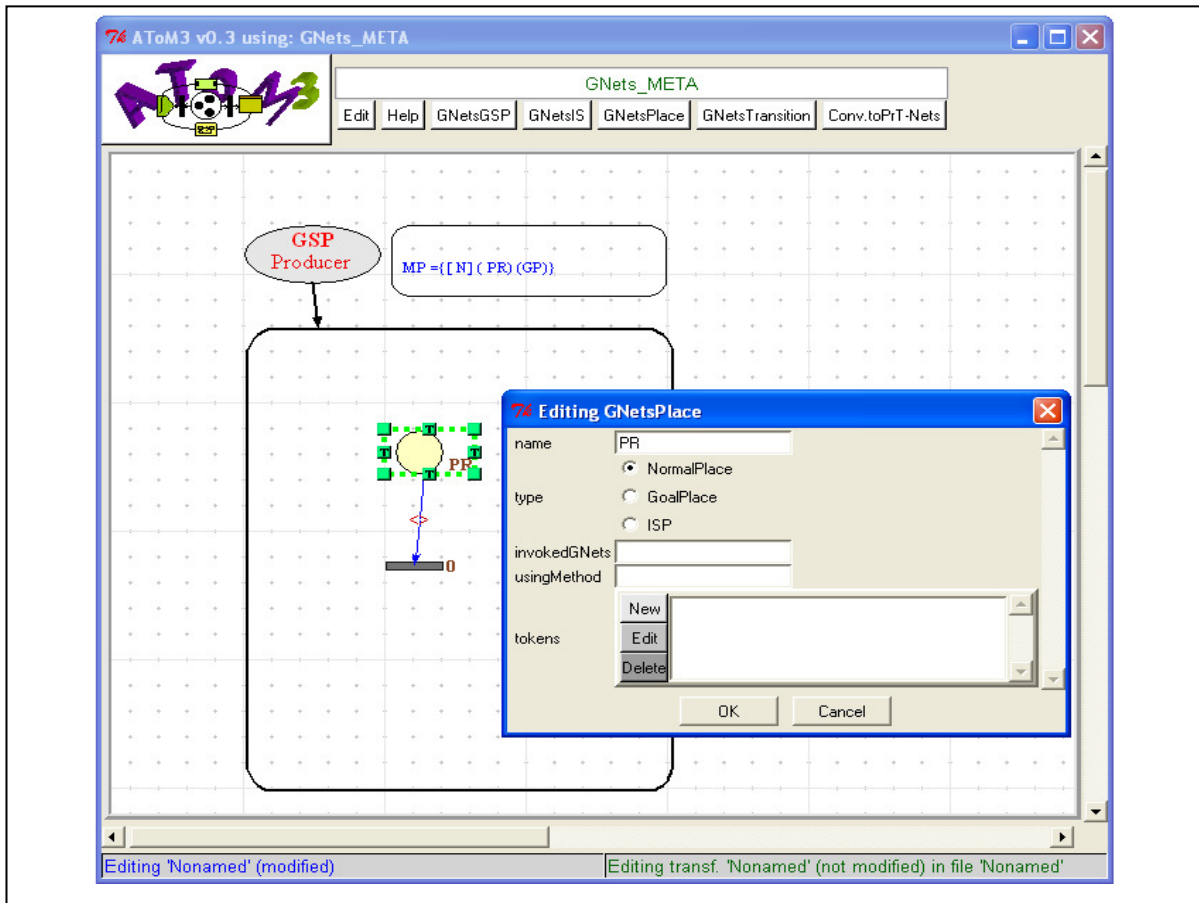 AToM3 v0.3 using: GNets_META
AToM3
GNets_META
Edit Help GNetsGSP GNetsIS GNetsPlace GNetsTransition Conv.toPrT-Nets
GSP
Producer
MP ={[ N] ( PR) (GP)}
PR
<>
0
Editing GNetsPlace
name PR
type
NormalPlace
GoalPlace
ISP
invokedGNets
usingMethod
tokens
New
Edit
Delete
OK Cancel
Editing 'Nonamed' (modified) Editing transf. 'Nonamed' (not modified) in file 'Nonamed'